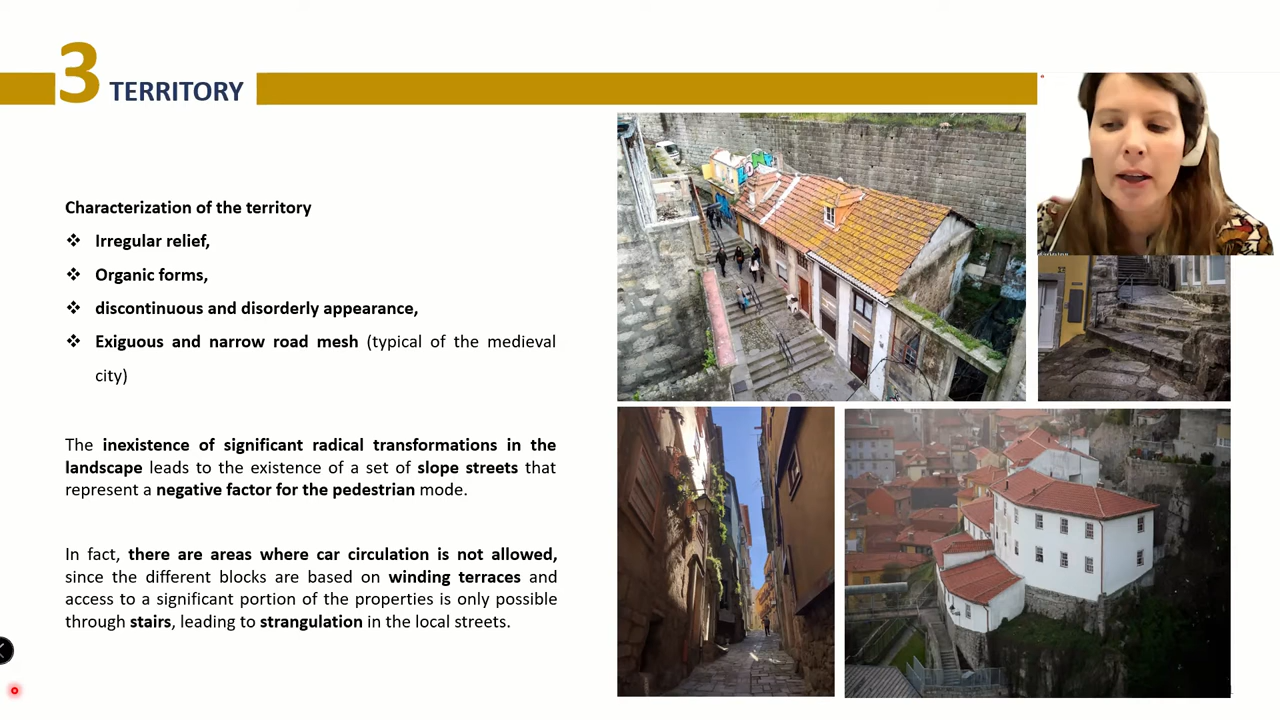 3 TERRITORY
Characterization of the territory
❖ Irregular relief,
❖ Organic forms,
❖ discontinuous and disorderly appearance,
❖ Exiguous and narrow road mesh (typical of the medieval
city)
The inexistence of significant radical transformations in the
landscape leads to the existence of a set of slope streets that
represent a negative factor for the pedestrian mode.
In fact, there are areas where car circulation is not allowed,
since the different blocks are based on winding terraces and
access to a significant portion of the properties is only possible
through stairs, leading to strangulation in the local streets.